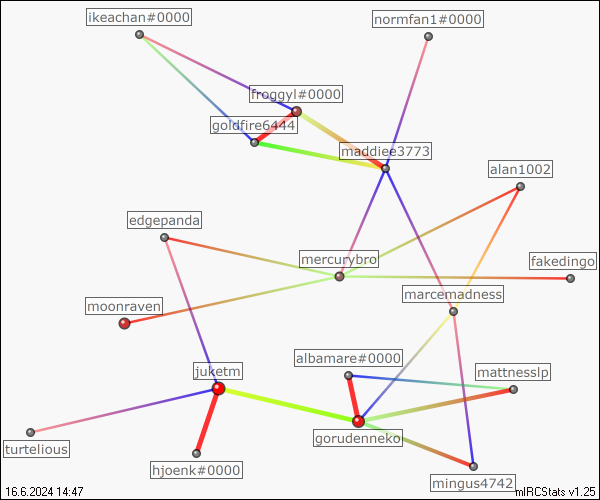 ikeachan#0000
normfan1#0000
froggyl#0000
goldfire6444
maddiee3773
alan1002
edgepanda
mercurybro
fakedingo
marcemadness
moonraven
albamare#0000
juketm
mattnesslp
gorudenneko
turtelious
hjoenk#0000
mingus4742
16.6.2024 14:47
mIRCStats v1.25